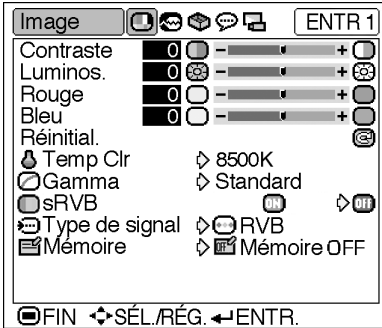 Image ENTR 1
Contraste 0 - +
Luminos. 0 - +
Rouge 0 - +
Bleu 0 - +
Réinitial.
Temp Clr 8500K
Gamma Standard
sRVB ON OFF
Type de signal RVB
Mémoire OFF Mémoire OFF
FIN SÉL./RÉG. ENTR.